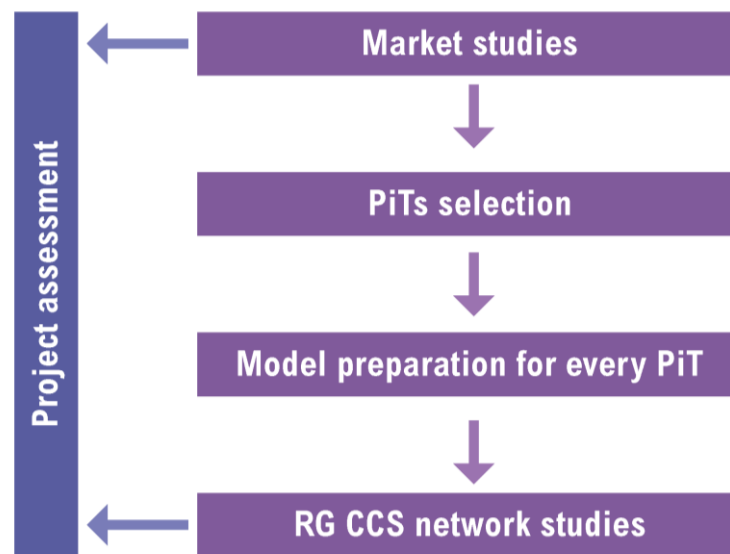 Project assessment
Market studies
PiTs selection
Model preparation for every PiT
RG CCS network studies